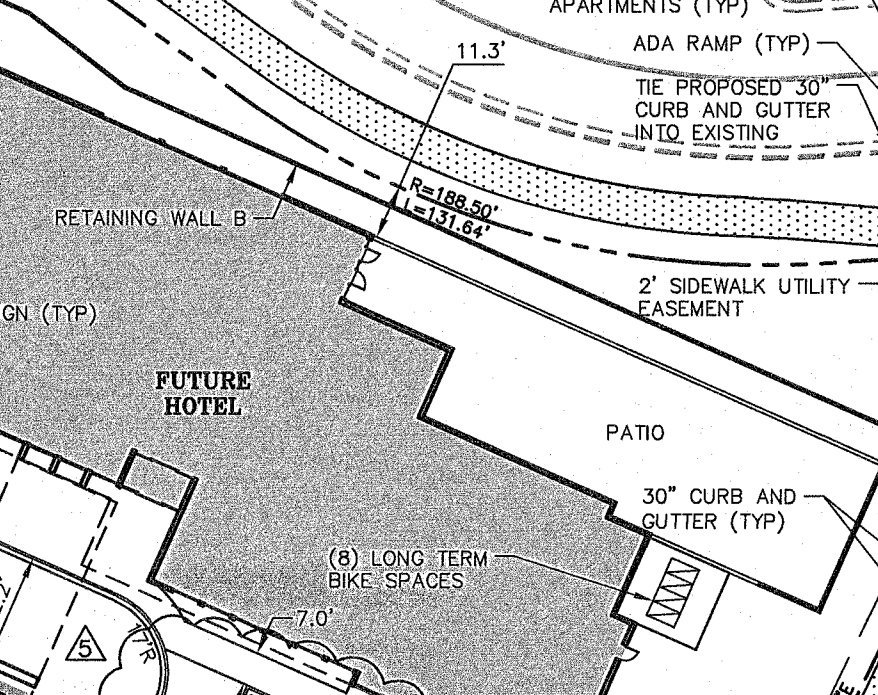 APARTMENTS (TYP)
11.3'
ADA RAMP (TYP)
TIE PROPOSED 30"
CURB AND GUTTER
INTO EXISTING
R=188.50'
L=131.64'
RETAINING WALL B
2' SIDEWALK UTILITY
EASEMENT
GN (TYP)
FUTURE
HOTEL
PATIO
30" CURB AND
GUTTER (TYP)
(8) LONG TERM
BIKE SPACES
7.0'
5